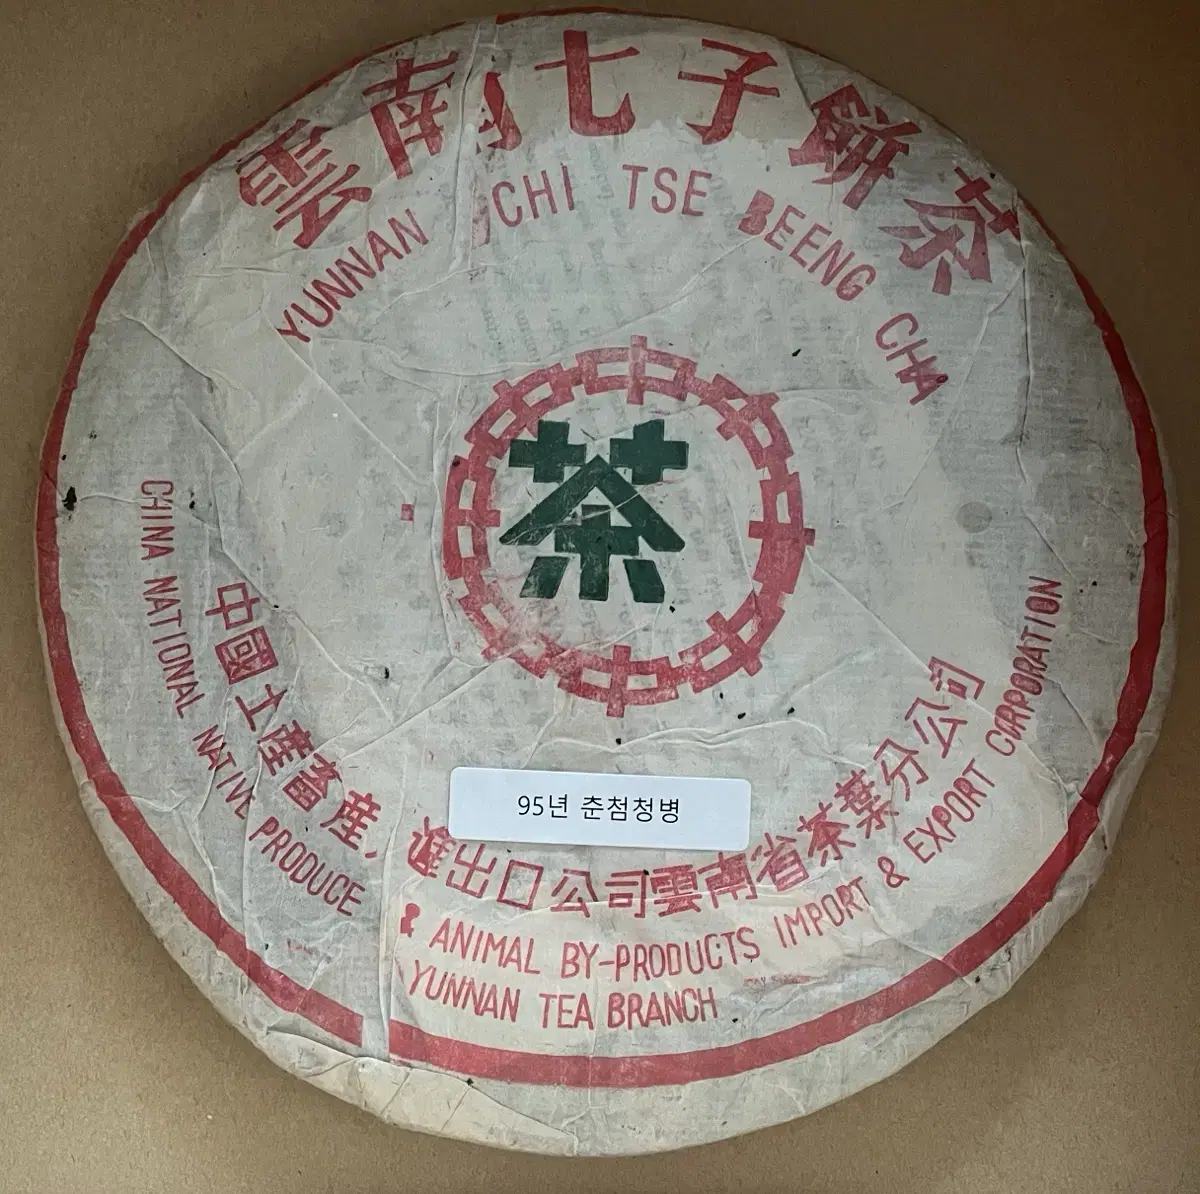 雲南七子餅茶
YUNNAN CHI TSE BEENG CHA
茶
95년 춘첨청병
中國土產畜産進出口公司雲南省茶葉分公司
CHINA NATIONAL NATIVE PRODUCE & ANIMAL BY-PRODUCTS IMPORT & EXPORT CORPORATION
YUNNAN TEA BRANCH